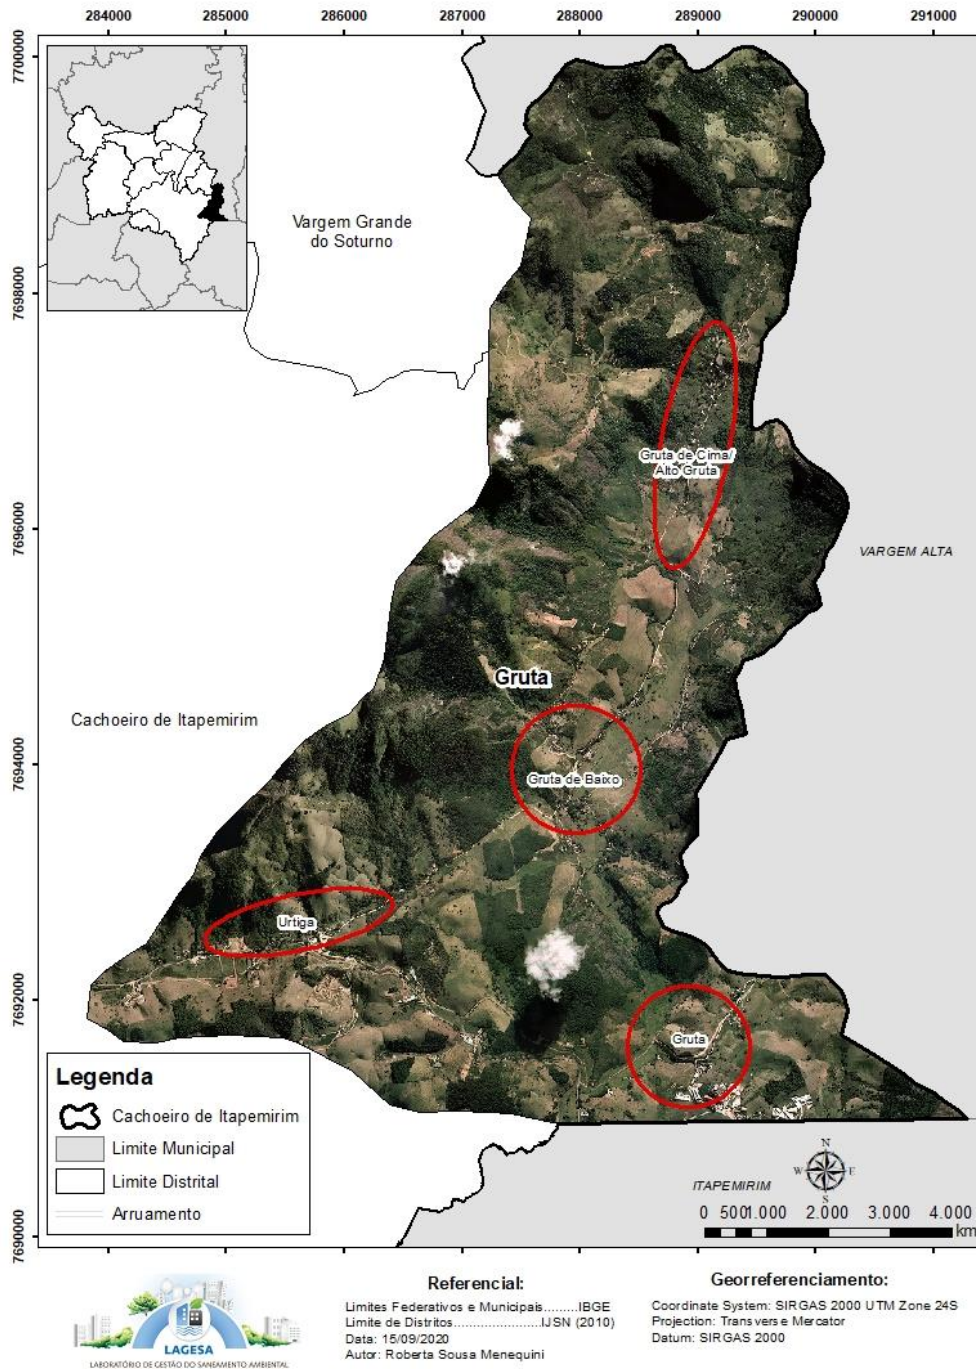 284000 285000 286000 287000 288000 289000 290000 291000
7700000
7698000
7696000
7694000
7692000
7690000
Vargem Grande
do Soturno
Gruta de Cima/
Alto Gruta
VARGEM ALTA
Gruta
Cachoeiro de Itapemirim
Gruta de Baixo
Urtiga
Gruta
Legenda
Cachoeiro de Itapemirim
Limite Municipal
Limite Distrital
Arruamento
N
W E
S
ITAPEMIRIM
0 500 1.000 2.000 3.000 4.000
km
LAGESA
LABORATÓRIO DE GESTÃO DO SANEAMENTO AMBIENTAL
Referencial:
Limites Federativos e Municipais.........IBGE
Limite de Distritos.......................IJSN (2010)
Data: 15/09/2020
Autor: Roberta Sousa Menequini
Georreferenciamento:
Coordinate System: SIRGAS 2000 UTM Zone 24S
Projection: Transverse Mercator
Datum: SIRGAS 2000